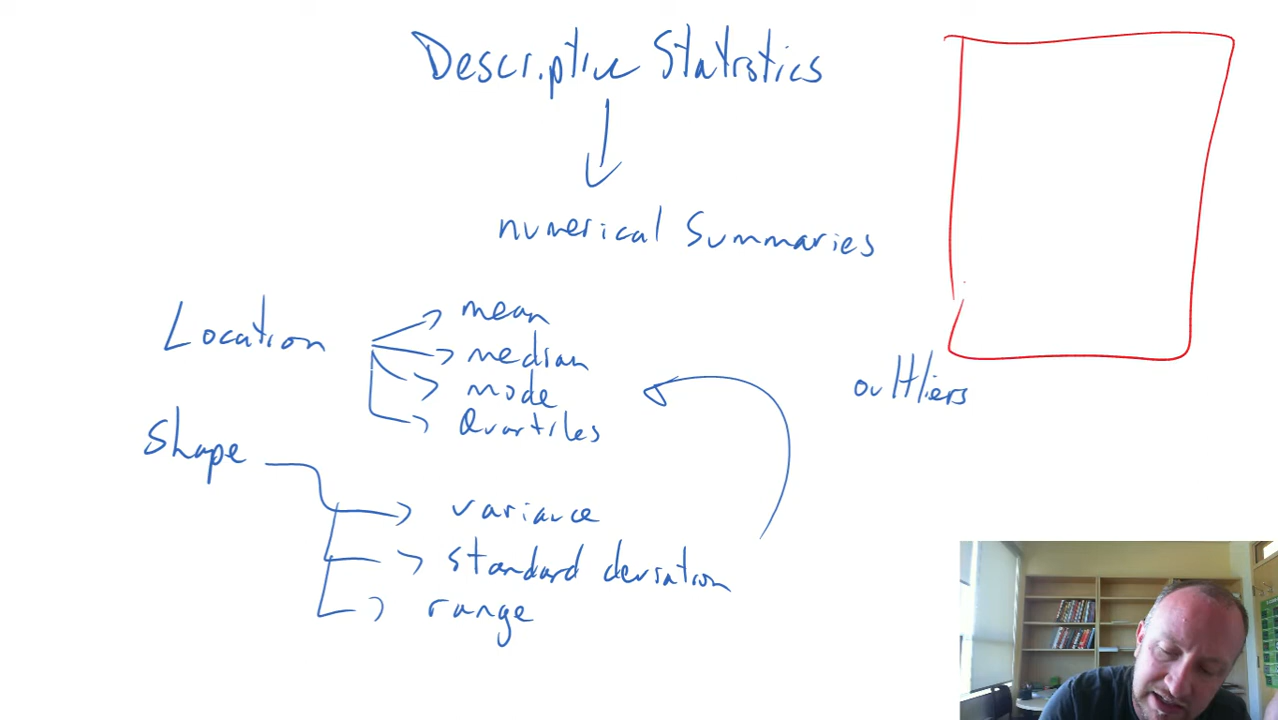 Descriptive Statistics
numerical Summaries
Location
mean
median
mode
Quartiles
outliers
Shape
variance
standard deviation
range